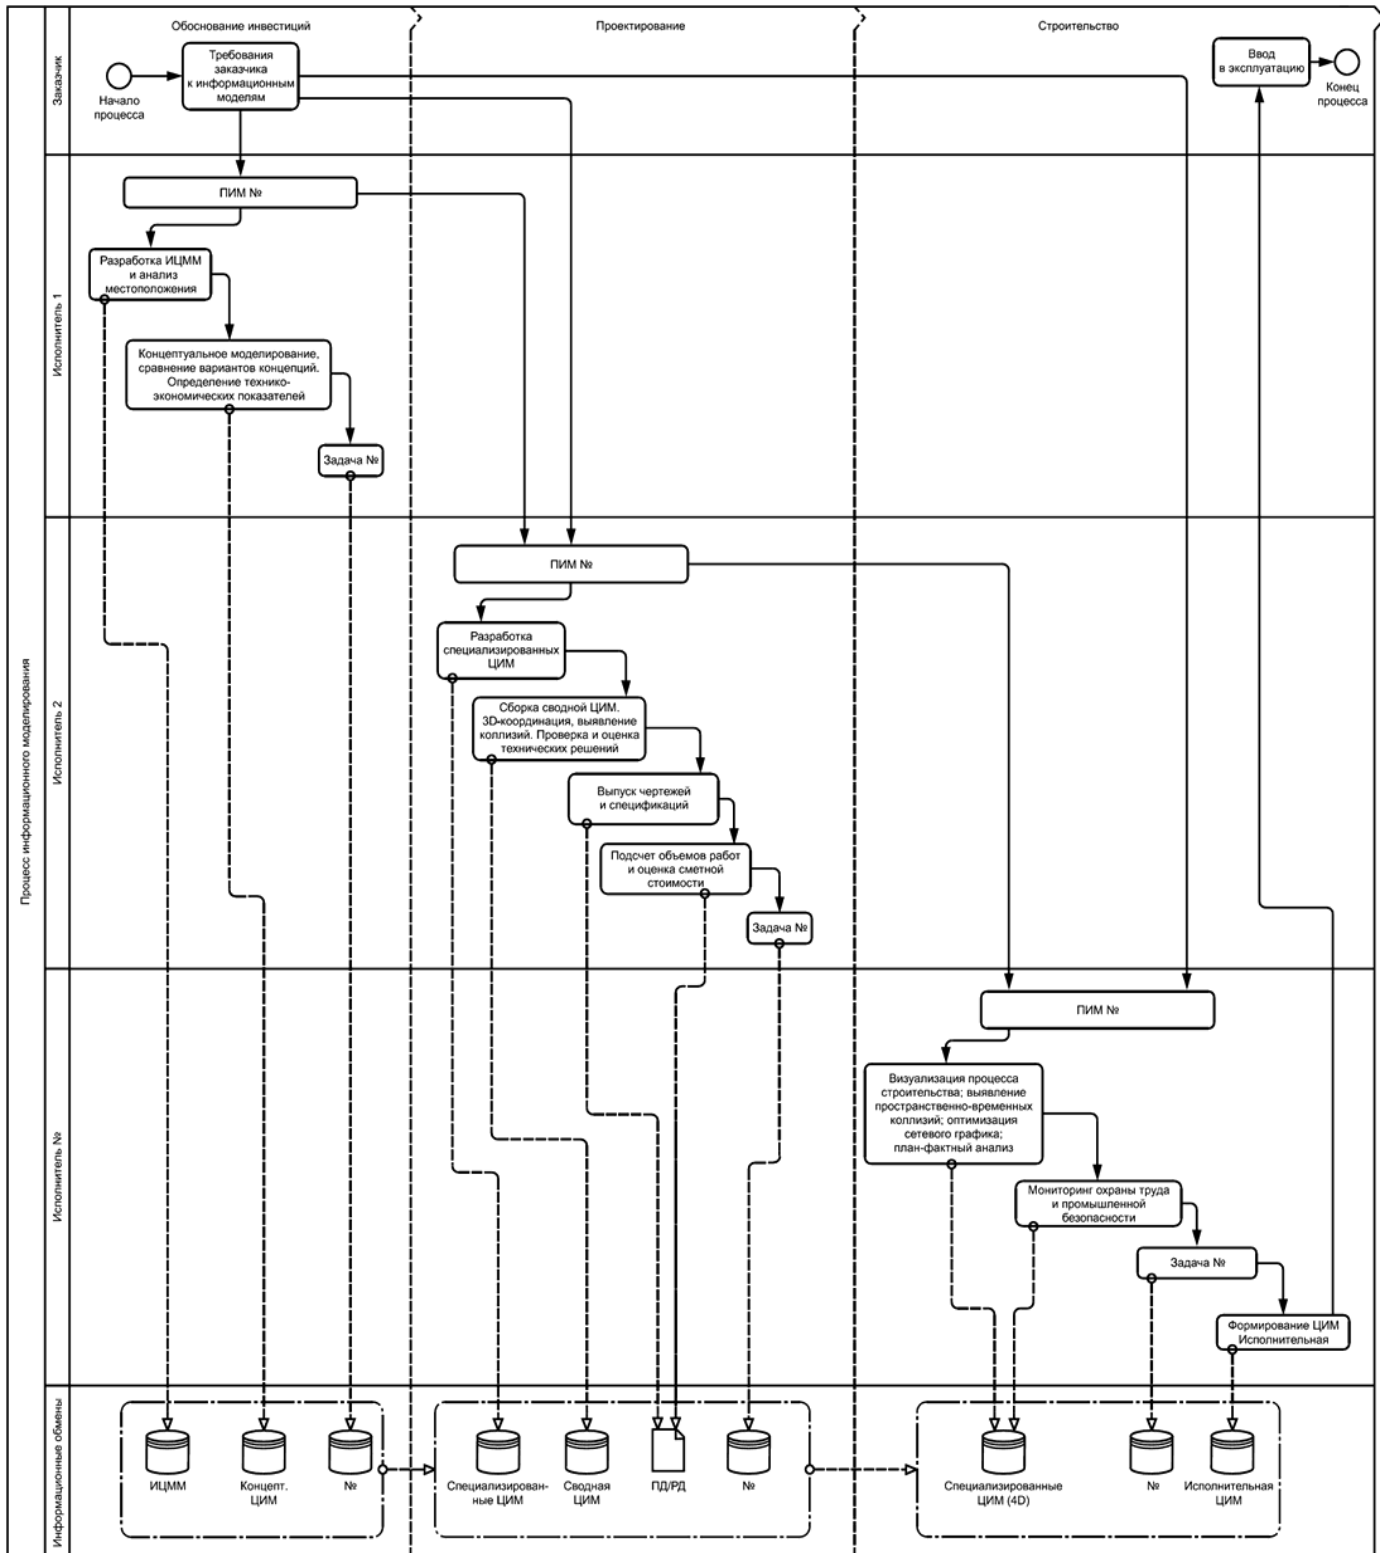 Обоснование инвестиций
Проектирование
Строительство
Процесс информационного моделирования
Заказчик
Начало
процесса
Требования
заказчика
к информационным
моделям
Ввод
в эксплуатацию
Конец
процесса
Исполнитель 1
ПИМ №
Разработка ИЦММ
и анализ
местоположения
Концептуальное моделирование,
сравнение вариантов концепций.
Определение технико-
экономических показателей
Задача №
Исполнитель 2
ПИМ №
Разработка
специализированных
ЦИМ
Сборка сводной ЦИМ.
3D-координация, выявление
коллизий. Проверка и оценка
технических решений
Выпуск чертежей
и спецификаций
Подсчет объемов работ
и оценка сметной
стоимости
Задача №
Исполнитель №
ПИМ №
Визуализация процесса
строительства; выявление
пространственно-временных
коллизий; оптимизация
сетевого графика;
план-фактный анализ
Мониторинг охраны труда
и промышленной
безопасности
Задача №
Формирование ЦИМ
Исполнительная
Информационные обмены
ИЦММ
Концепт.
ЦИМ
№
Специализирован-
ные ЦИМ
Сводная
ЦИМ
ПД/РД
№
Специализированные
ЦИМ (4D)
№
Исполнительная
ЦИМ